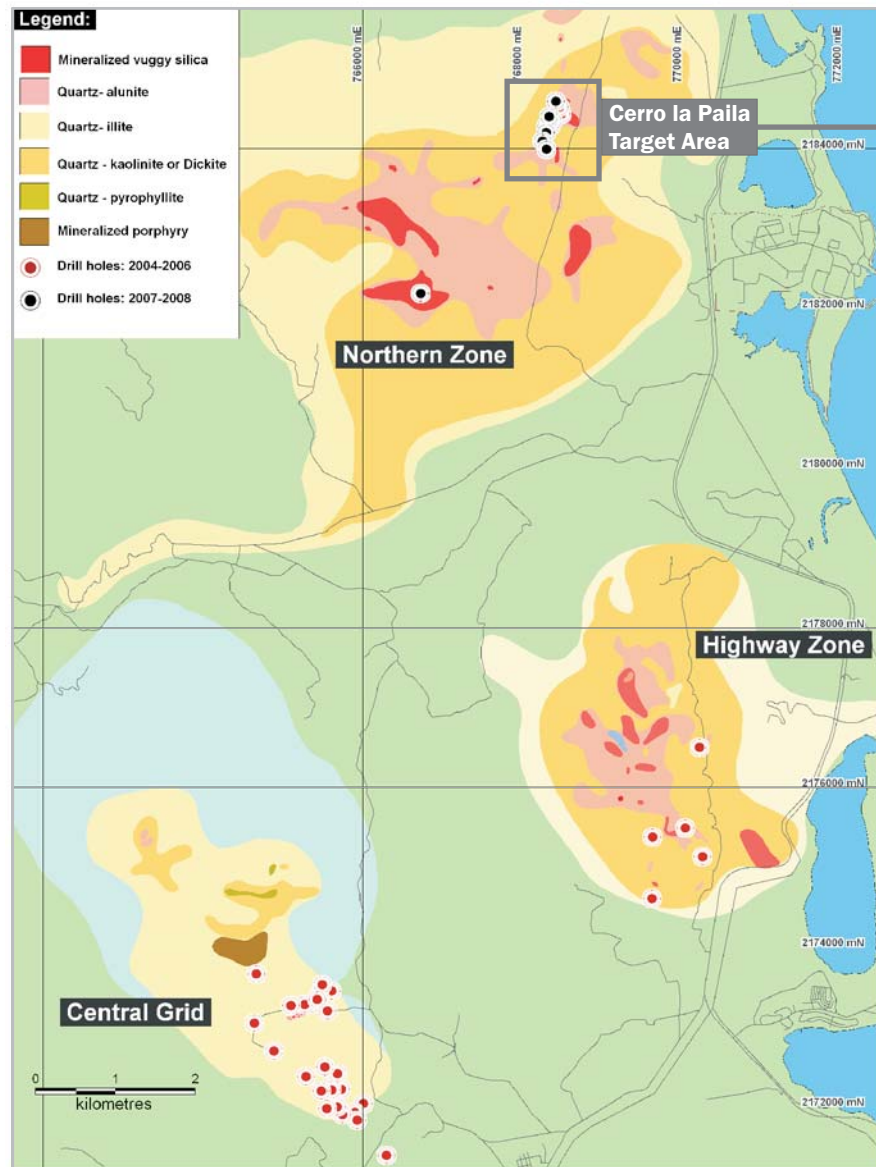 Legend:
Mineralized vuggy silica
Quartz- alunite
Quartz- illite
Quartz - kaolinite or Dickite
Quartz - pyrophyllite
Mineralized porphyry
Drill holes: 2004-2006
Drill holes: 2007-2008
766000 mE
768000 mE
770000 mE
772000 mE
Cerro la Paila
Target Area
2184000 mN
2182000 mN
Northern Zone
2180000 mN
2178000 mN
Highway Zone
2176000 mN
2174000 mN
Central Grid
0 1 2
kilometres
2172000 mN